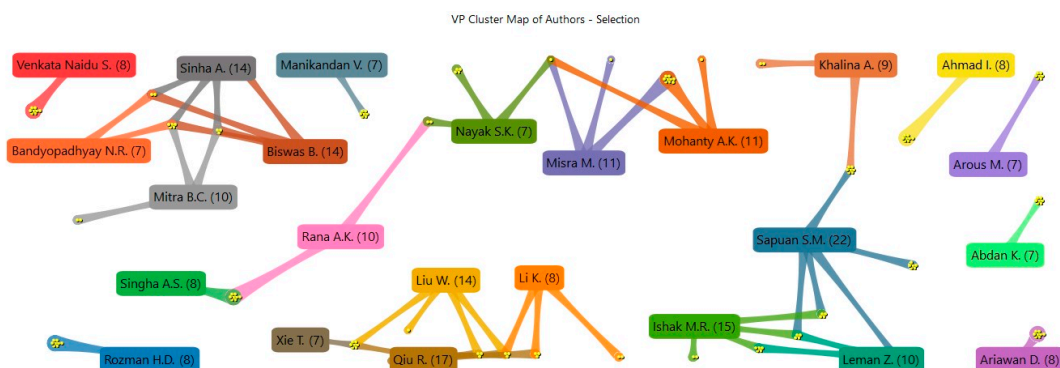 VP Cluster Map of Authors - Selection
Venkata Naidu S. (8)
Sinha A. (14)
Manikandan V. (7)
Khalina A. (9)
Ahmad I. (8)
Bandyopadhyay N.R. (7)
Biswas B. (14)
Nayak S.K. (7)
Misra M. (11)
Mohanty A.K. (11)
Arous M. (7)
Mitra B.C. (10)
Rana A.K. (10)
Sapuan S.M. (22)
Abdan K. (7)
Singha A.S. (8)
Liu W. (14)
Li K. (8)
Ishak M.R. (15)
Rozman H.D. (8)
Xie T. (7)
Qiu R. (17)
Leman Z. (10)
Ariawan D. (8)